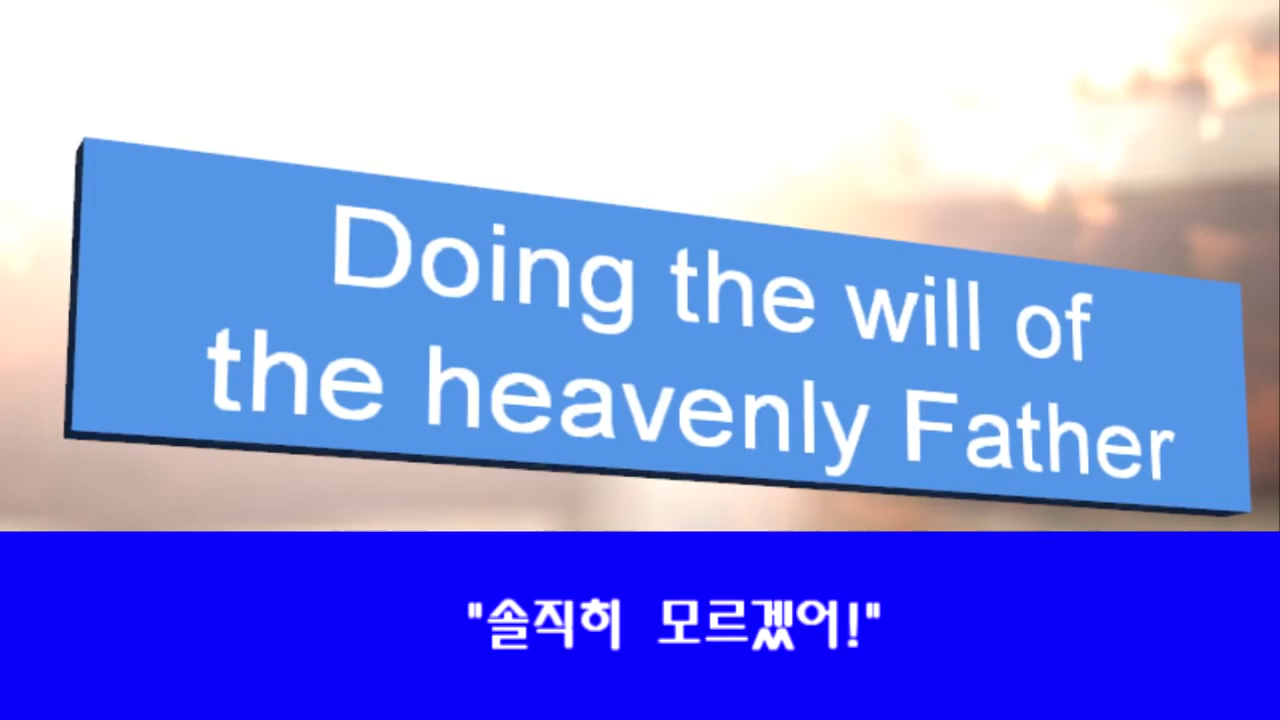 Doing the will of
the heavenly Father
"솔직히 모르겠어!"